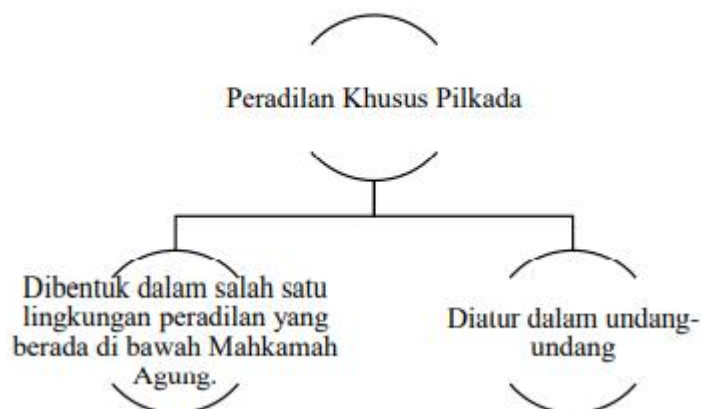 Peradilan Khusus Pilkada
Dibentuk dalam salah satu
lingkungan peradilan yang
berada di bawah Mahkamah
Agung.
Diatur dalam undang-
undang